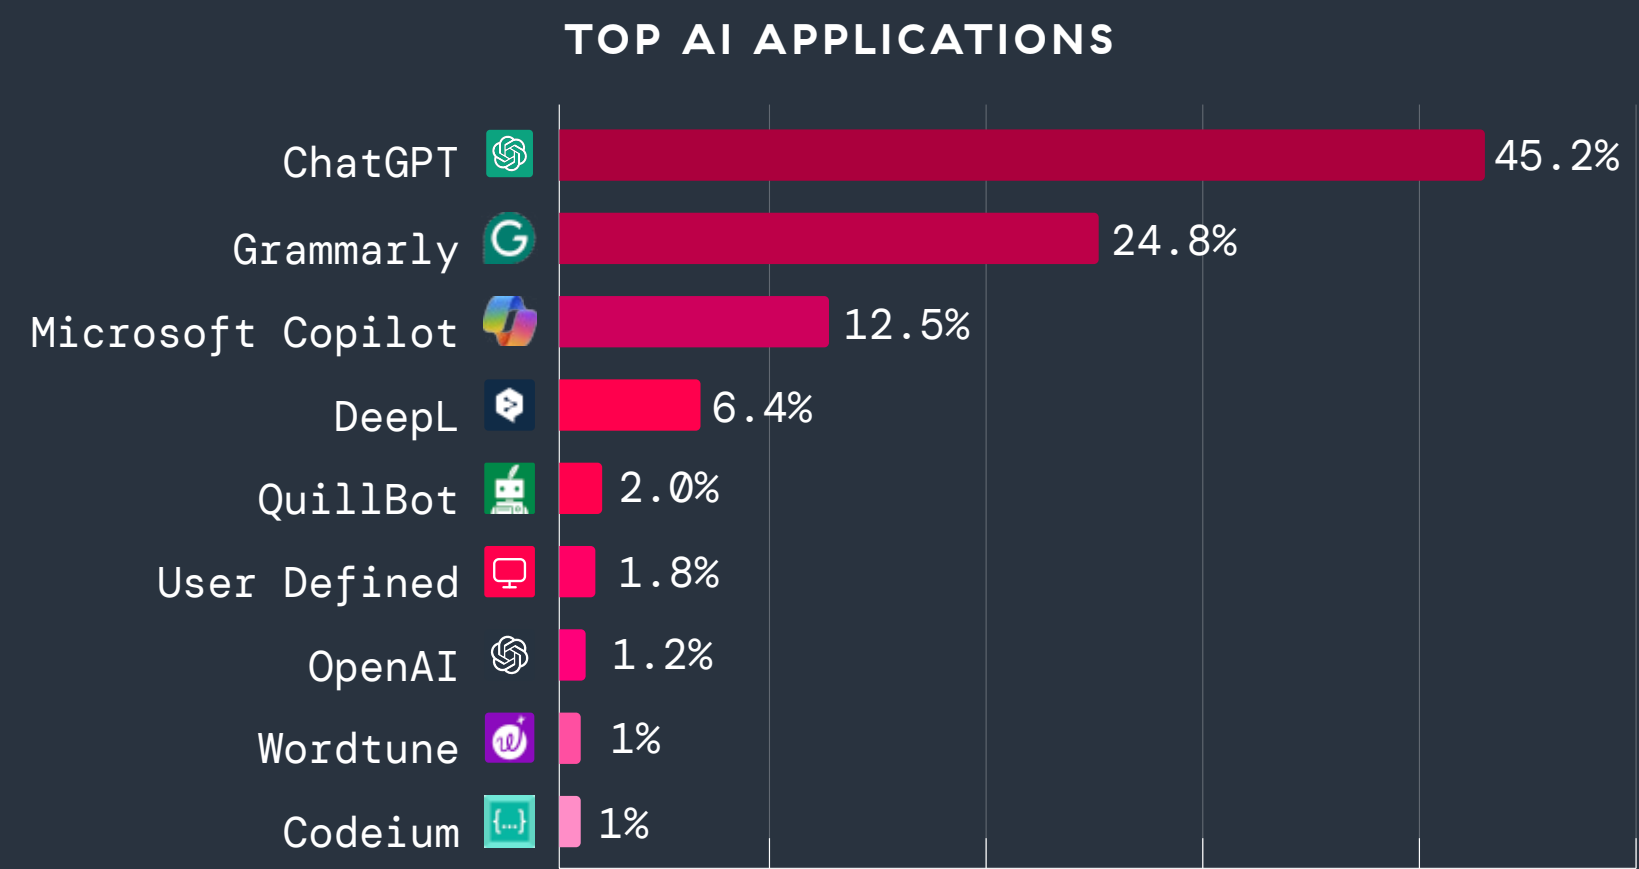 TOP AI APPLICATIONS
ChatGPT 45.2%
Grammarly 24.8%
Microsoft Copilot 12.5%
DeepL 6.4%
QuillBot 2.0%
User Defined 1.8%
OpenAI 1.2%
Wordtune 1%
Codeium 1%